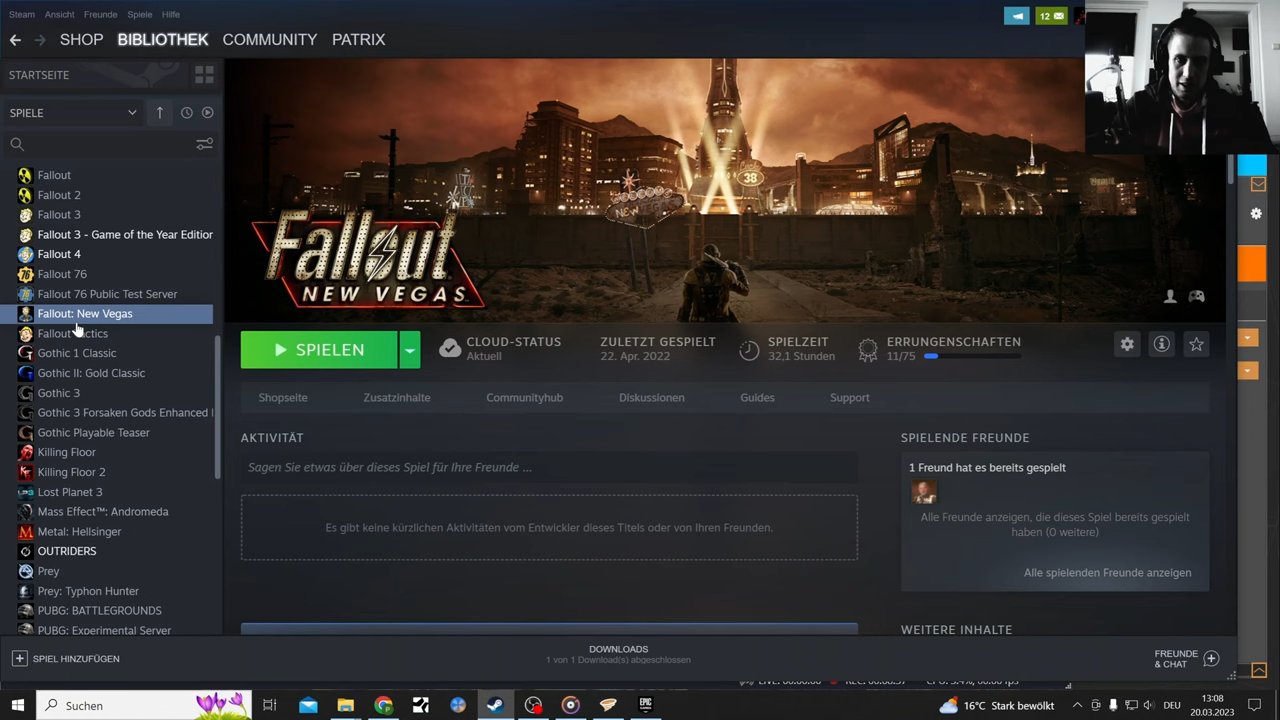 Steam Ansicht Freunde Spiele Hilfe
12
SHOP BIBLIOTHEK COMMUNITY PATRIX
STARTSEITE
SPIELE
Fallout
Fallout 2
Fallout 3
Fallout 3 - Game of the Year Edition
Fallout 4
Fallout 76
Fallout 76 Public Test Server
Fallout: New Vegas
Fallout Tactics
Gothic 1 Classic
Gothic II: Gold Classic
Gothic 3
Gothic 3 Forsaken Gods Enhanced
Gothic Playable Teaser
Killing Floor
Killing Floor 2
Lost Planet 3
Mass Effect™: Andromeda
Metal: Hellsinger
OUTRIDERS
Prey
Prey: Typhon Hunter
PUBG: BATTLEGROUNDS
PUBG: Experimental Server
38
Fallout
NEW VEGAS
SPIELEN
CLOUD-STATUS
Aktuell
ZULETZT GESPIELT
22. Apr. 2022
SPIELZEIT
32,1 Stunden
ERRUNGENSCHAFTEN
11/75
Shopseite Zusatzinhalte Communityhub Diskussionen Guides Support
AKTIVITÄT
Sagen Sie etwas über dieses Spiel für Ihre Freunde ...
Es gibt keine kürzlichen Aktivitäten vom Entwickler dieses Titels oder von Ihren Freunden.
SPIELENDE FREUNDE
1 Freund hat es bereits gespielt
Alle Freunde anzeigen, die dieses Spiel bereits gespielt
haben (0 weitere)
Alle spielenden Freunde anzeigen
WEITERE INHALTE
SPIEL HINZUFÜGEN
DOWNLOADS
1 von 1 Download(s) abgeschlossen
FREUNDE
& CHAT
Suchen
EPIC
16°C Stark bewölkt
DEU
13:08
20.03.2023